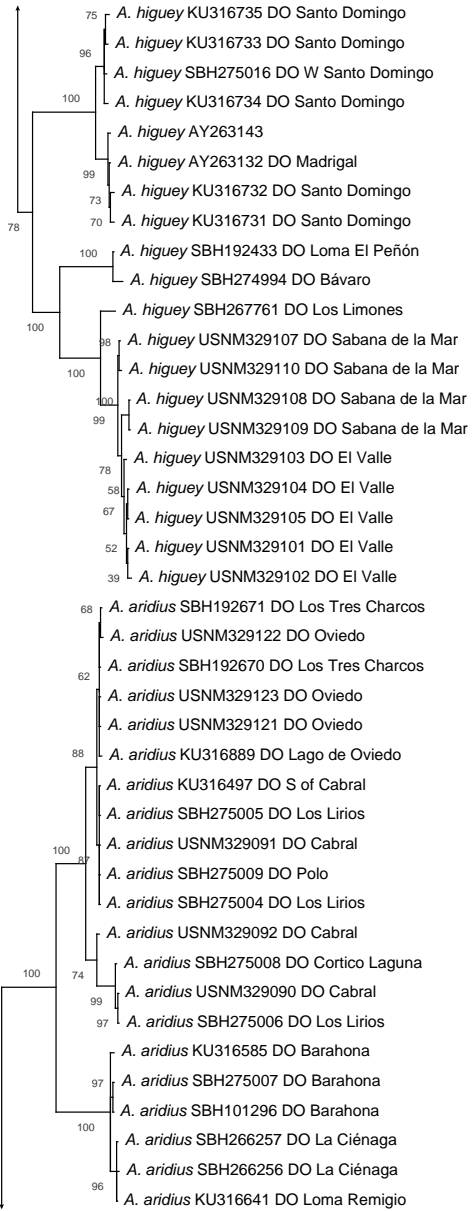 75
A. higuey KU316735 DO Santo Domingo
A. higuey KU316733 DO Santo Domingo
96
A. higuey SBH275016 DO W Santo Domingo
A. higuey KU316734 DO Santo Domingo
100
A. higuey AY263143
A. higuey AY263132 DO Madrigal
99
A. higuey KU316732 DO Santo Domingo
73
A. higuey KU316731 DO Santo Domingo
70
78
A. higuey SBH192433 DO Loma El Peñón
100
A. higuey SBH274994 DO Bávaro
100
A. higuey SBH267761 DO Los Limones
A. higuey USNM329107 DO Sabana de la Mar
98
A. higuey USNM329110 DO Sabana de la Mar
100
A. higuey USNM329108 DO Sabana de la Mar
100
99
A. higuey USNM329109 DO Sabana de la Mar
A. higuey USNM329103 DO El Valle
78
A. higuey USNM329104 DO El Valle
58
A. higuey USNM329105 DO El Valle
67
A. higuey USNM329101 DO El Valle
52
A. higuey USNM329102 DO El Valle
39
A. aridius SBH192671 DO Los Tres Charcos
68
A. aridius USNM329122 DO Oviedo
A. aridius SBH192670 DO Los Tres Charcos
62
A. aridius USNM329123 DO Oviedo
A. aridius USNM329121 DO Oviedo
A. aridius KU316889 DO Lago de Oviedo
88
A. aridius KU316497 DO S of Cabral
A. aridius SBH275005 DO Los Lirios
A. aridius USNM329091 DO Cabral
100
87
A. aridius SBH275009 DO Polo
A. aridius SBH275004 DO Los Lirios
A. aridius USNM329092 DO Cabral
A. aridius SBH275008 DO Cortico Laguna
100
74
A. aridius USNM329090 DO Cabral
99
A. aridius SBH275006 DO Los Lirios
97
A. aridius KU316585 DO Barahona
A. aridius SBH275007 DO Barahona
97
A. aridius SBH101296 DO Barahona
100
A. aridius SBH266257 DO La Ciénaga
A. aridius SBH266256 DO La Ciénaga
96
A. aridius KU316641 DO Loma Remigio